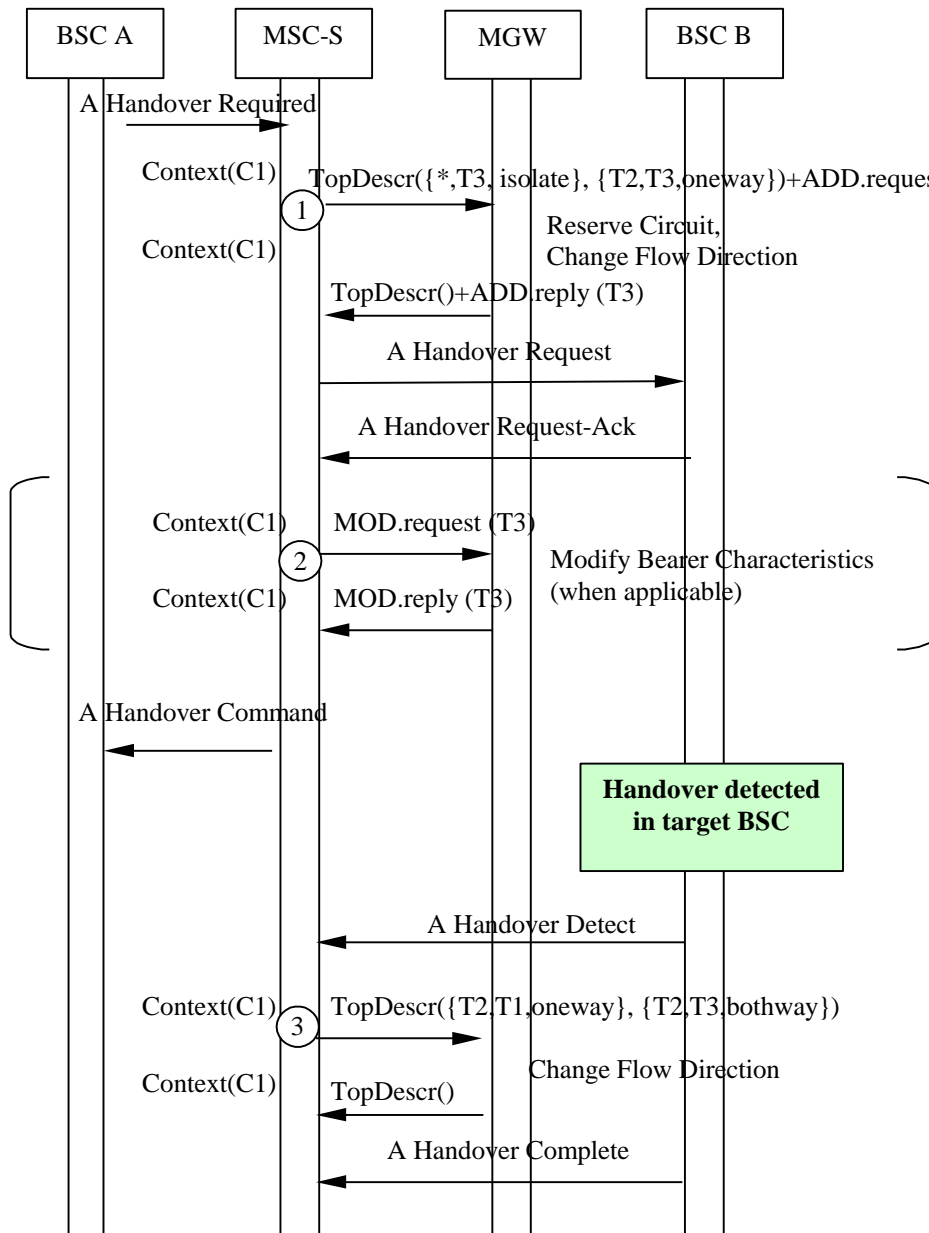 BSC A
MSC-S
MGW
BSC B
A Handover Required
Context(C1)
TopDescr({*,T3, isolate}, {T2,T3,oneway})+ADD.reques
1
Reserve Circuit,
Change Flow Direction
Context(C1)
TopDescr()+ADD.reply (T3)
A Handover Request
A Handover Request-Ack
Context(C1)
MOD.request (T3)
2
Modify Bearer Characteristics
(when applicable)
Context(C1)
MOD.reply (T3)
A Handover Command
Handover detected
in target BSC
A Handover Detect
Context(C1)
TopDescr({T2,T1,oneway}, {T2,T3,bothway})
3
Change Flow Direction
Context(C1)
TopDescr()
A Handover Complete